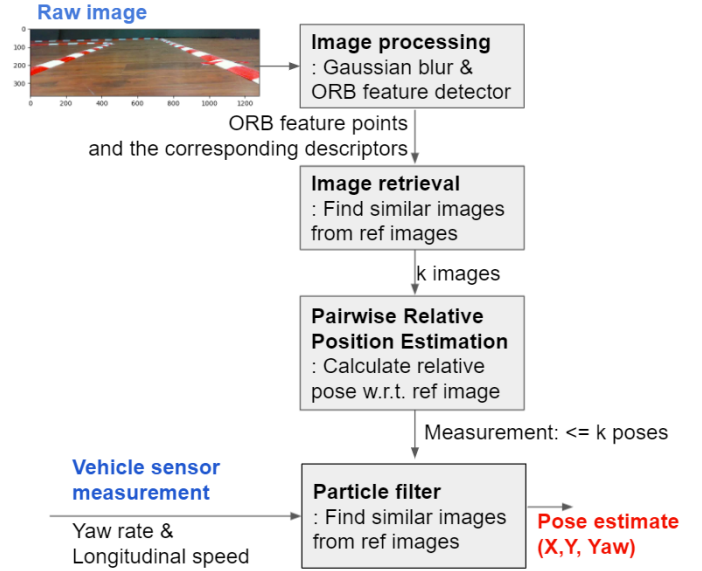 Raw image
0
100
200
300
0 200 400 600 800 1000 1200
Image processing
: Gaussian blur &
ORB feature detector
ORB feature points
and the corresponding descriptors
Image retrieval
: Find similar images
from ref images
k images
Pairwise Relative
Position Estimation
: Calculate relative
pose w.r.t. ref image
Measurement: <= k poses
Vehicle sensor
measurement
Yaw rate &
Longitudinal speed
Particle filter
: Find similar images
from ref images
Pose estimate
(X,Y, Yaw)